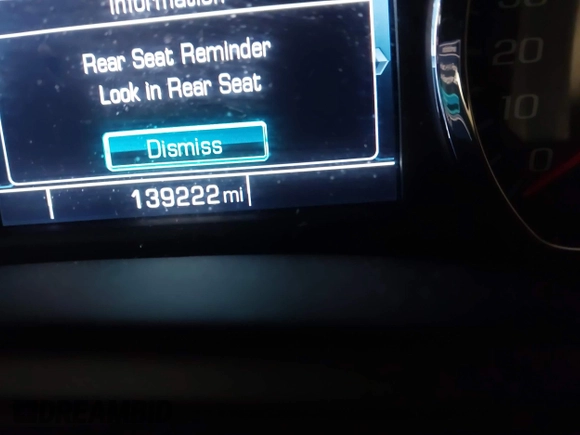 Information
Rear Seat Reminder
Look in Rear Seat
Dismiss
139222 mi
20
10
0